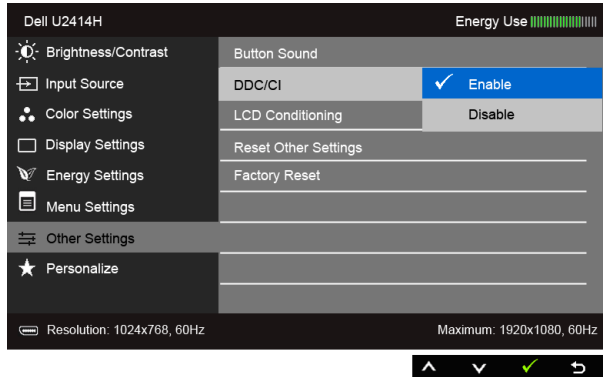 Dell U2414H Energy Use
Brightness/Contrast Button Sound
Input Source DDC/CI Enable
Color Settings LCD Conditioning Disable
Display Settings Reset Other Settings
Energy Settings Factory Reset
Menu Settings
Other Settings
Personalize
Resolution: 1024x768, 60Hz Maximum: 1920x1080, 60Hz